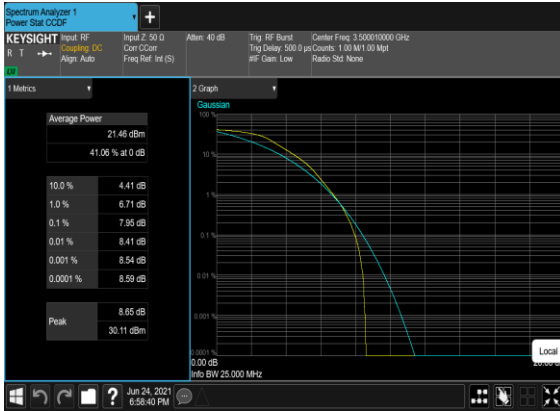 Spectrum Analyzer 1
Power Stat CCDF
+
KEYSIGHT
R T
LV
Input: RF
Coupling: DC
Align: Auto
Input Z: 50 Ω
Corr CCorr
Freq Ref: Int (S)
Atten: 40 dB
Trig: RF Burst
Trig Delay: 500.0 µs
#IF Gain: Low
Center Freq: 3.500010000 GHz
Counts: 1.00 M/1.00 Mpt
Radio Std: None
1 Metrics
Average Power
21.46 dBm
41.06 % at 0 dB
10.0 % 4.41 dB
1.0 % 6.71 dB
0.1 % 7.95 dB
0.01 % 8.41 dB
0.001 % 8.54 dB
0.0001 % 8.59 dB
Peak
8.65 dB
30.11 dBm
2 Graph
Gaussian
100 %
10 %
1 %
0.1 %
0.01 %
0.001 %
0.0001 %
0.00 dB
Info BW 25.000 MHz
Local
?
Jun 24, 2021
6:58:40 PM